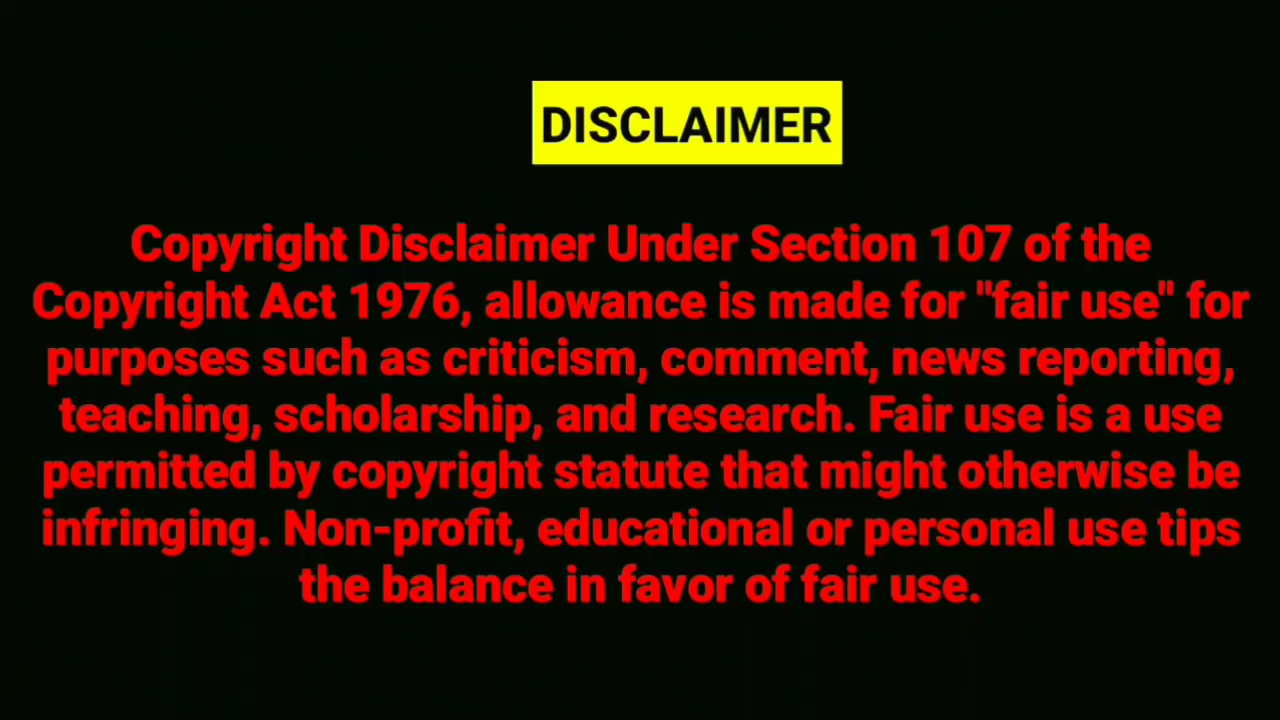 DISCLAIMER
Copyright Disclaimer Under Section 107 of the
Copyright Act 1976, allowance is made for "fair use" for
purposes such as criticism, comment, news reporting,
teaching, scholarship, and research. Fair use is a use
permitted by copyright statute that might otherwise be
infringing. Non-profit, educational or personal use tips
the balance in favor of fair use.